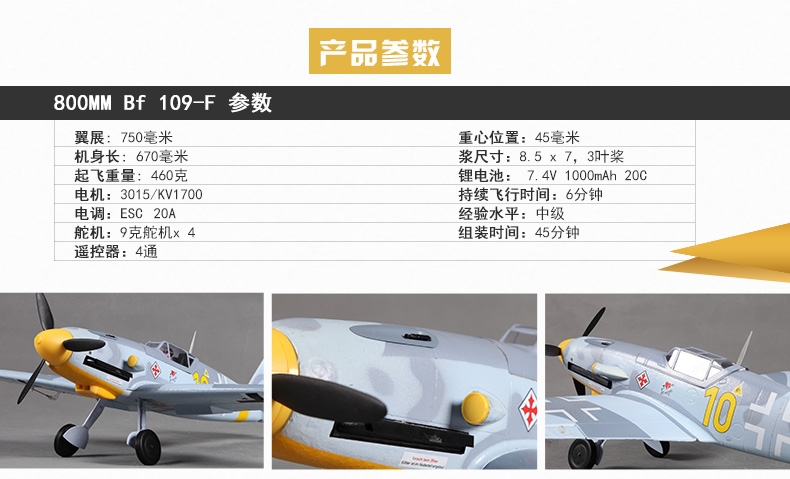 产品参数
800MM Bf 109-F 参数
翼展: 750毫米
机身长: 670毫米
起飞重量: 460克
电机: 3015/KV1700
电调: ESC 20A
舵机: 9克舵机x 4
遥控器: 4通
重心位置: 45毫米
浆尺寸: 8.5 x 7, 3叶桨
锂电池: 7.4V 1000mAh 20C
持续飞行时间: 6分钟
经验水平: 中级
组装时间: 45分钟
10
10